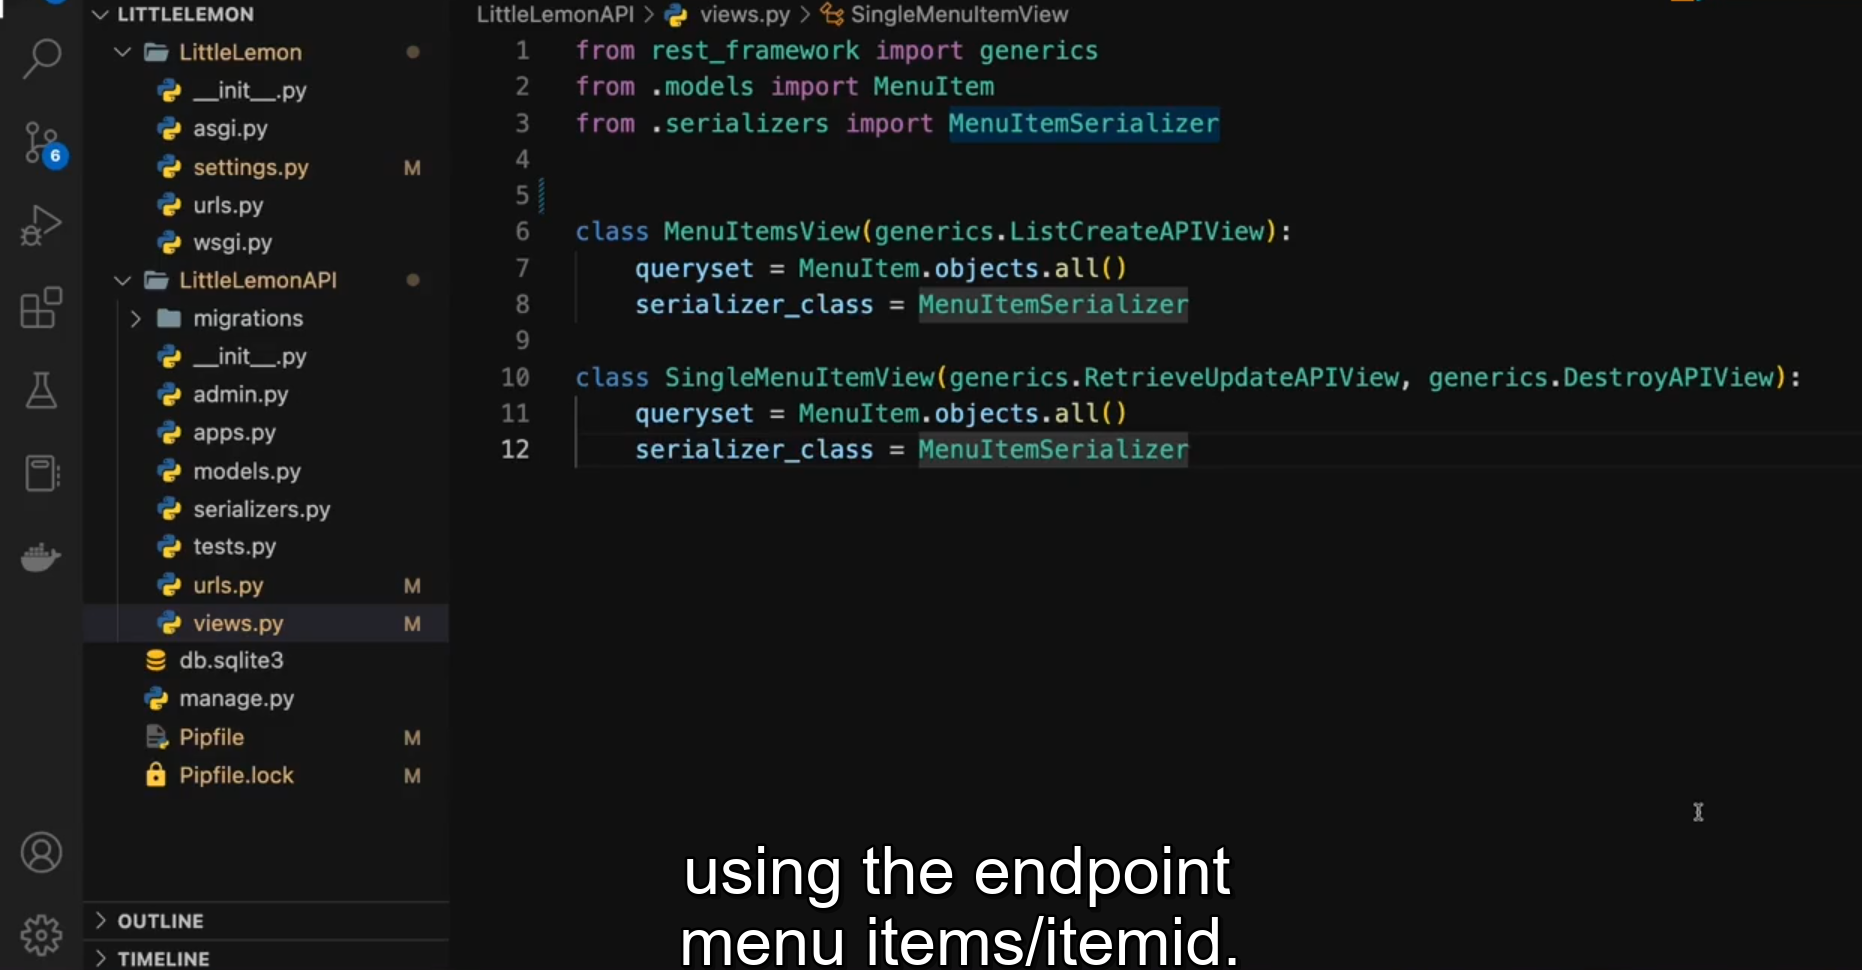 LITTLELEMON
LittleLemon
__init__.py
asgi.py
settings.py M
urls.py
wsgi.py
LittleLemonAPI
migrations
__init__.py
admin.py
apps.py
models.py
serializers.py
tests.py
urls.py M
views.py M
db.sqlite3
manage.py
Pipfile M
Pipfile.lock M
OUTLINE
TIMELINE
6
LittleLemonAPI > views.py > SingleMenuItemView
1 from rest_framework import generics
2 from .models import MenuItem
3 from .serializers import MenuItemSerializer
4
5
6 class MenuItemsView(generics.ListCreateAPIView):
7 queryset = MenuItem.objects.all()
8 serializer_class = MenuItemSerializer
9
10 class SingleMenuItemView(generics.RetrieveUpdateAPIView, generics.DestroyAPIView):
11 queryset = MenuItem.objects.all()
12 serializer_class = MenuItemSerializer
using the endpoint
menu items/itemid.